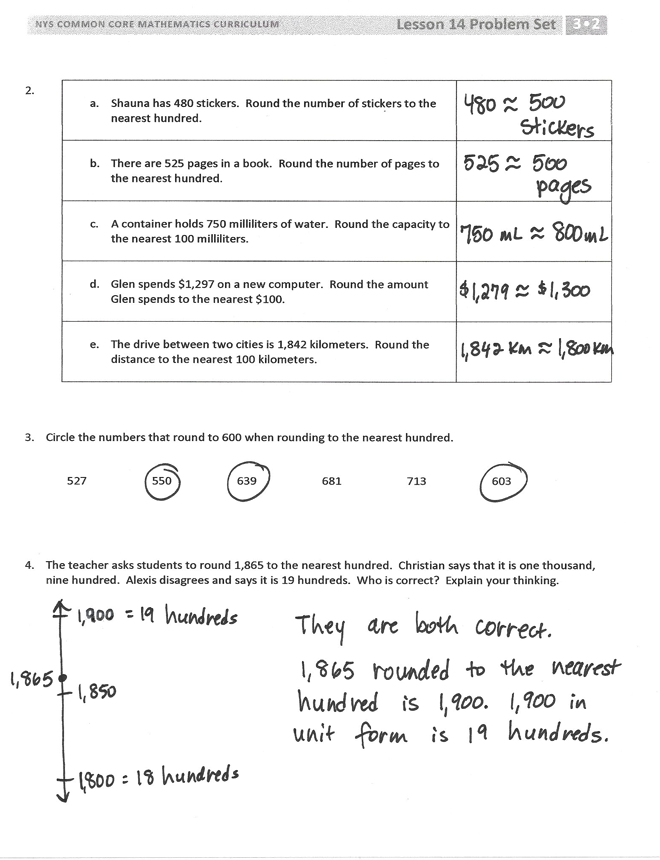 NYS COMMON CORE MATHEMATICS CURRICULUM Lesson 14 Problem Set 3•2
2.
a. Shauna has 480 stickers. Round the number of stickers to the
nearest hundred.
480 ≈ 500
stickers
b. There are 525 pages in a book. Round the number of pages to
the nearest hundred.
525 ≈ 500
pages
c. A container holds 750 milliliters of water. Round the capacity to
the nearest 100 milliliters.
750 mL ≈ 800 mL
d. Glen spends $1,297 on a new computer. Round the amount
Glen spends to the nearest $100.
$1,279 ≈ $1,300
e. The drive between two cities is 1,842 kilometers. Round the
distance to the nearest 100 kilometers.
1,842 km ≈ 1,800 km
3. Circle the numbers that round to 600 when rounding to the nearest hundred.
527 550 639 681 713 603
4. The teacher asks students to round 1,865 to the nearest hundred. Christian says that it is one thousand,
nine hundred. Alexis disagrees and says it is 19 hundreds. Who is correct? Explain your thinking.
1,900 = 19 hundreds
1,865
1,850
1,800 = 18 hundreds
They are both correct.
1,865 rounded to the nearest
hundred is 1,900. 1,900 in
unit form is 19 hundreds.